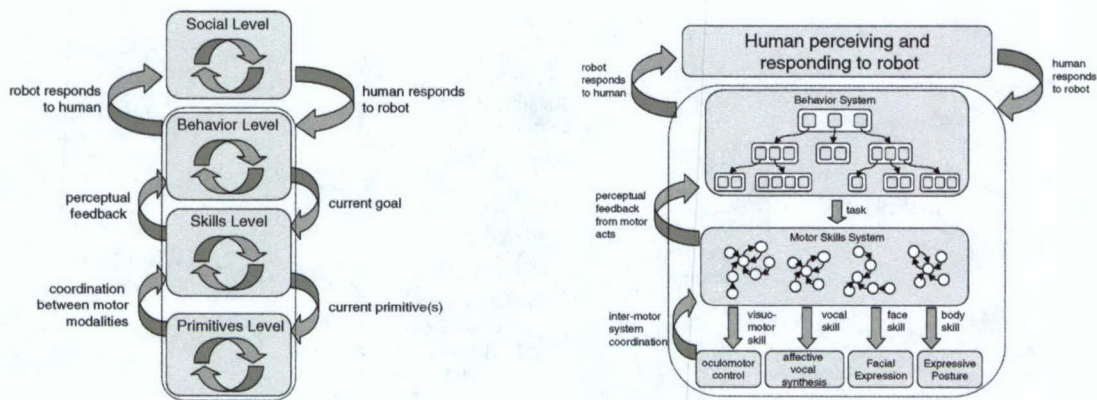 Social Level
robot responds
to human
human responds
to robot
Behavior Level
perceptual
feedback
current goal
Skills Level
coordination
between motor
modalities
current primitive(s)
Primitives Level
Human perceiving and
responding to robot
robot
responds
to human
human
responds
to robot
Behavior System
perceptual
feedback
from motor
acts
task
Motor Skills System
inter-motor
system
coordination
visuo-
motor
skill
vocal
skill
face
skill
body
skill
oculomotor
control
affective
vocal
synthesis
Facial
Expression
Expressive
Posture